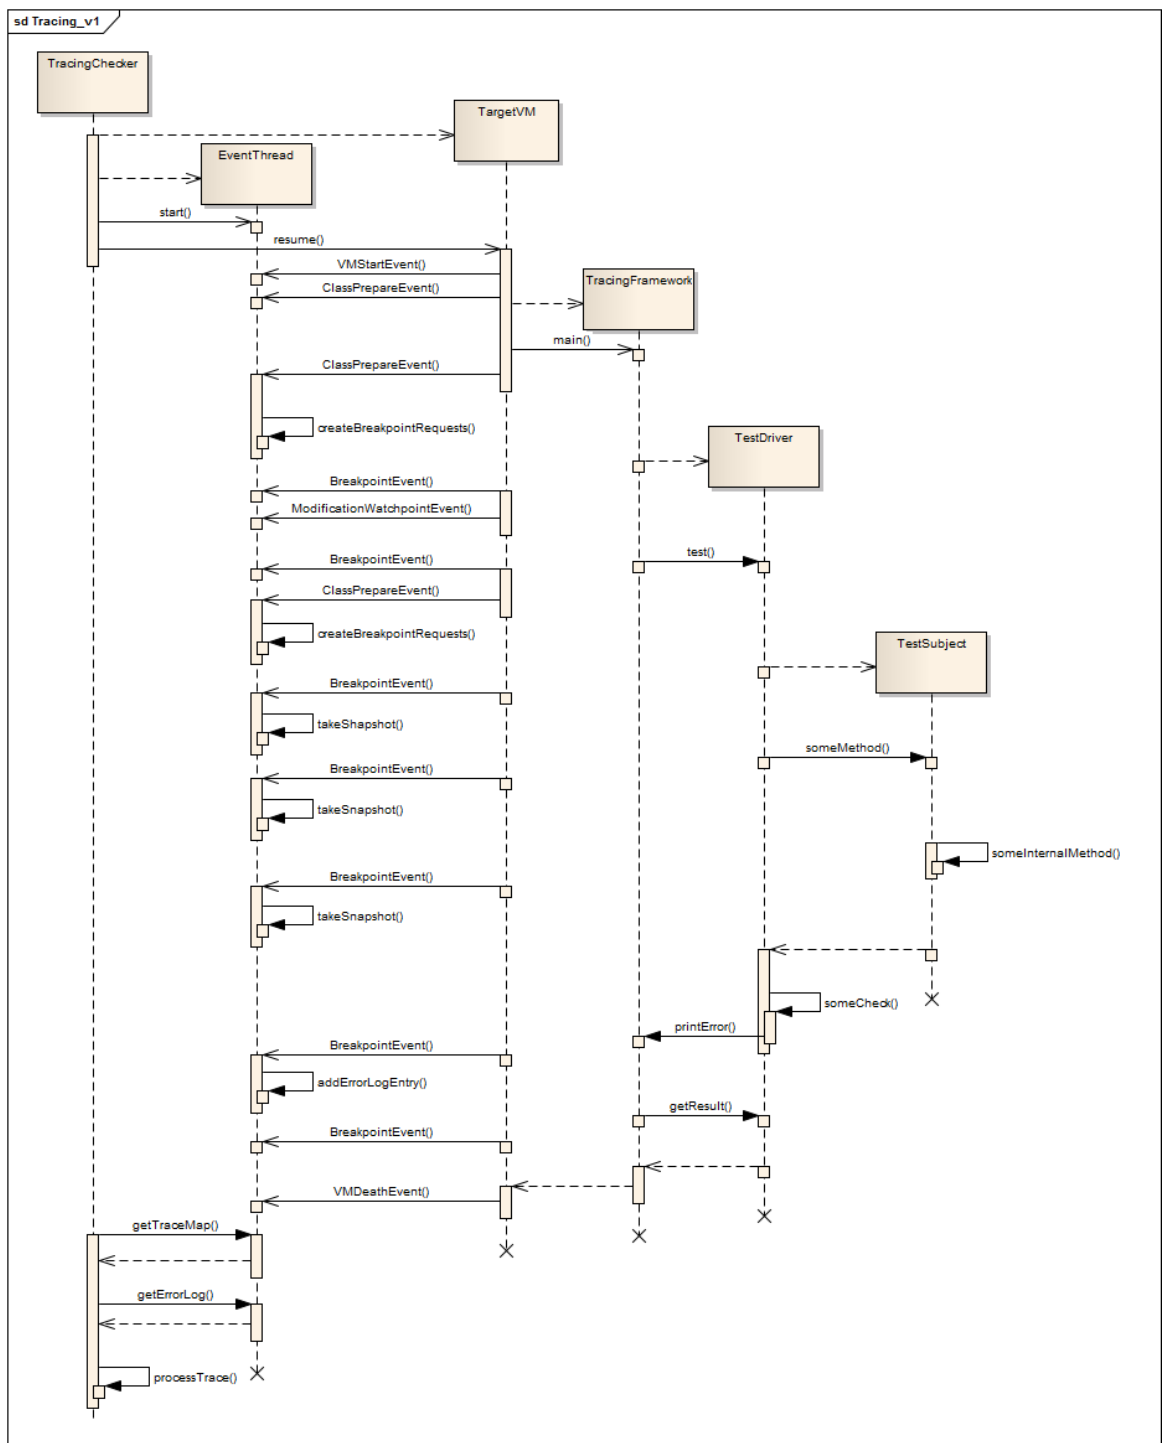 sd Tracing_v1
TracingChecker
TargetVM
EventThread
start()
resume()
VMStartEvent()
TracingFramework
ClassPrepareEvent()
main()
ClassPrepareEvent()
createBreakpointRequests()
TestDriver
BreakpointEvent()
ModificationWatchpointEvent()
test()
BreakpointEvent()
ClassPrepareEvent()
createBreakpointRequests()
TestSubject
BreakpointEvent()
takeShapshot()
someMethod()
BreakpointEvent()
takeSnapshot()
someInternalMethod()
BreakpointEvent()
takeSnapshot()
someCheck()
printError()
BreakpointEvent()
addErrorLogEntry()
getResult()
BreakpointEvent()
VMDeathEvent()
getTraceMap()
getErrorLog()
processTrace()